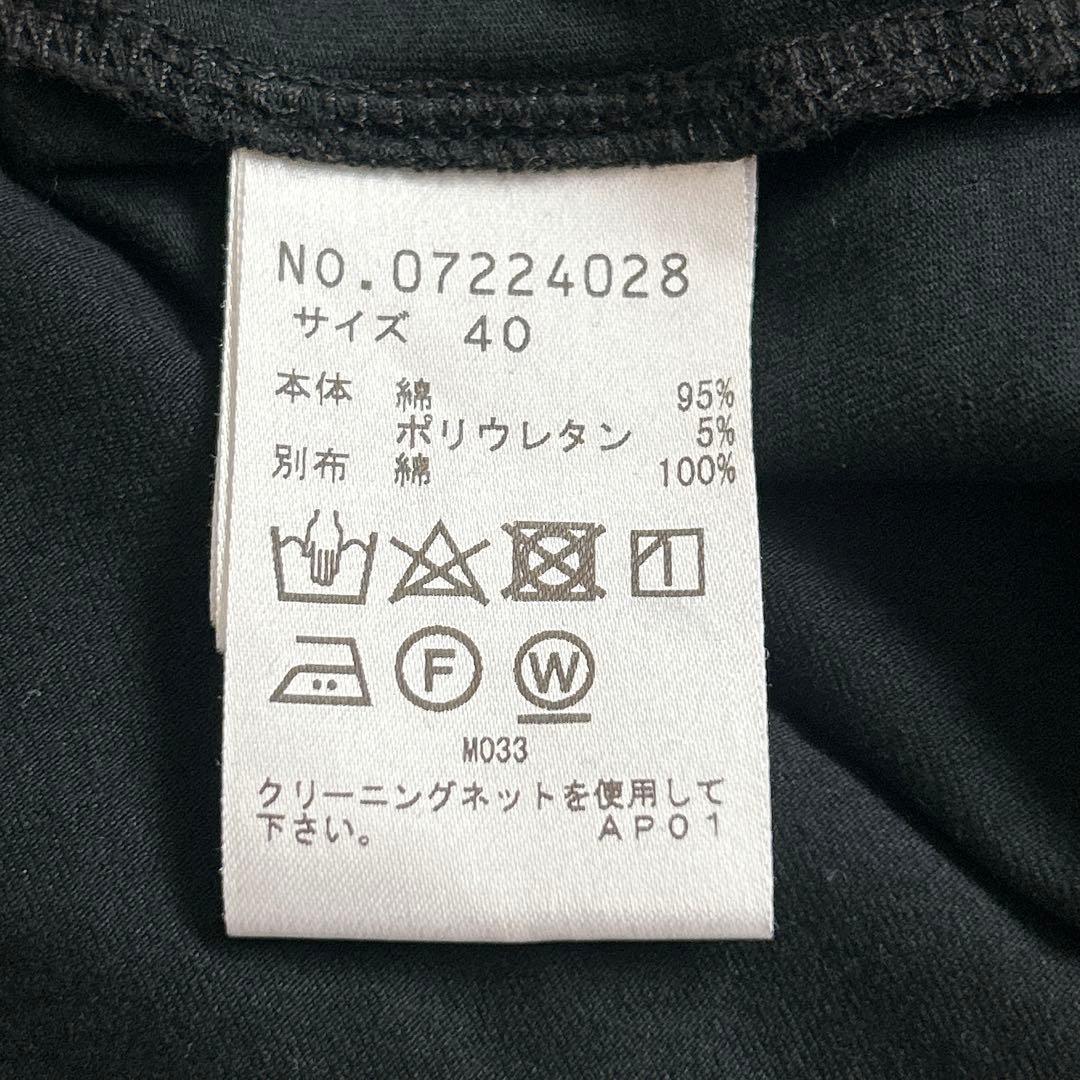 NO.07224028
サイズ 40
本体 綿 95%
ポリウレタン 5%
別布 綿 100%
F W
M033
クリーニングネットを使用して
下さい。 AP01